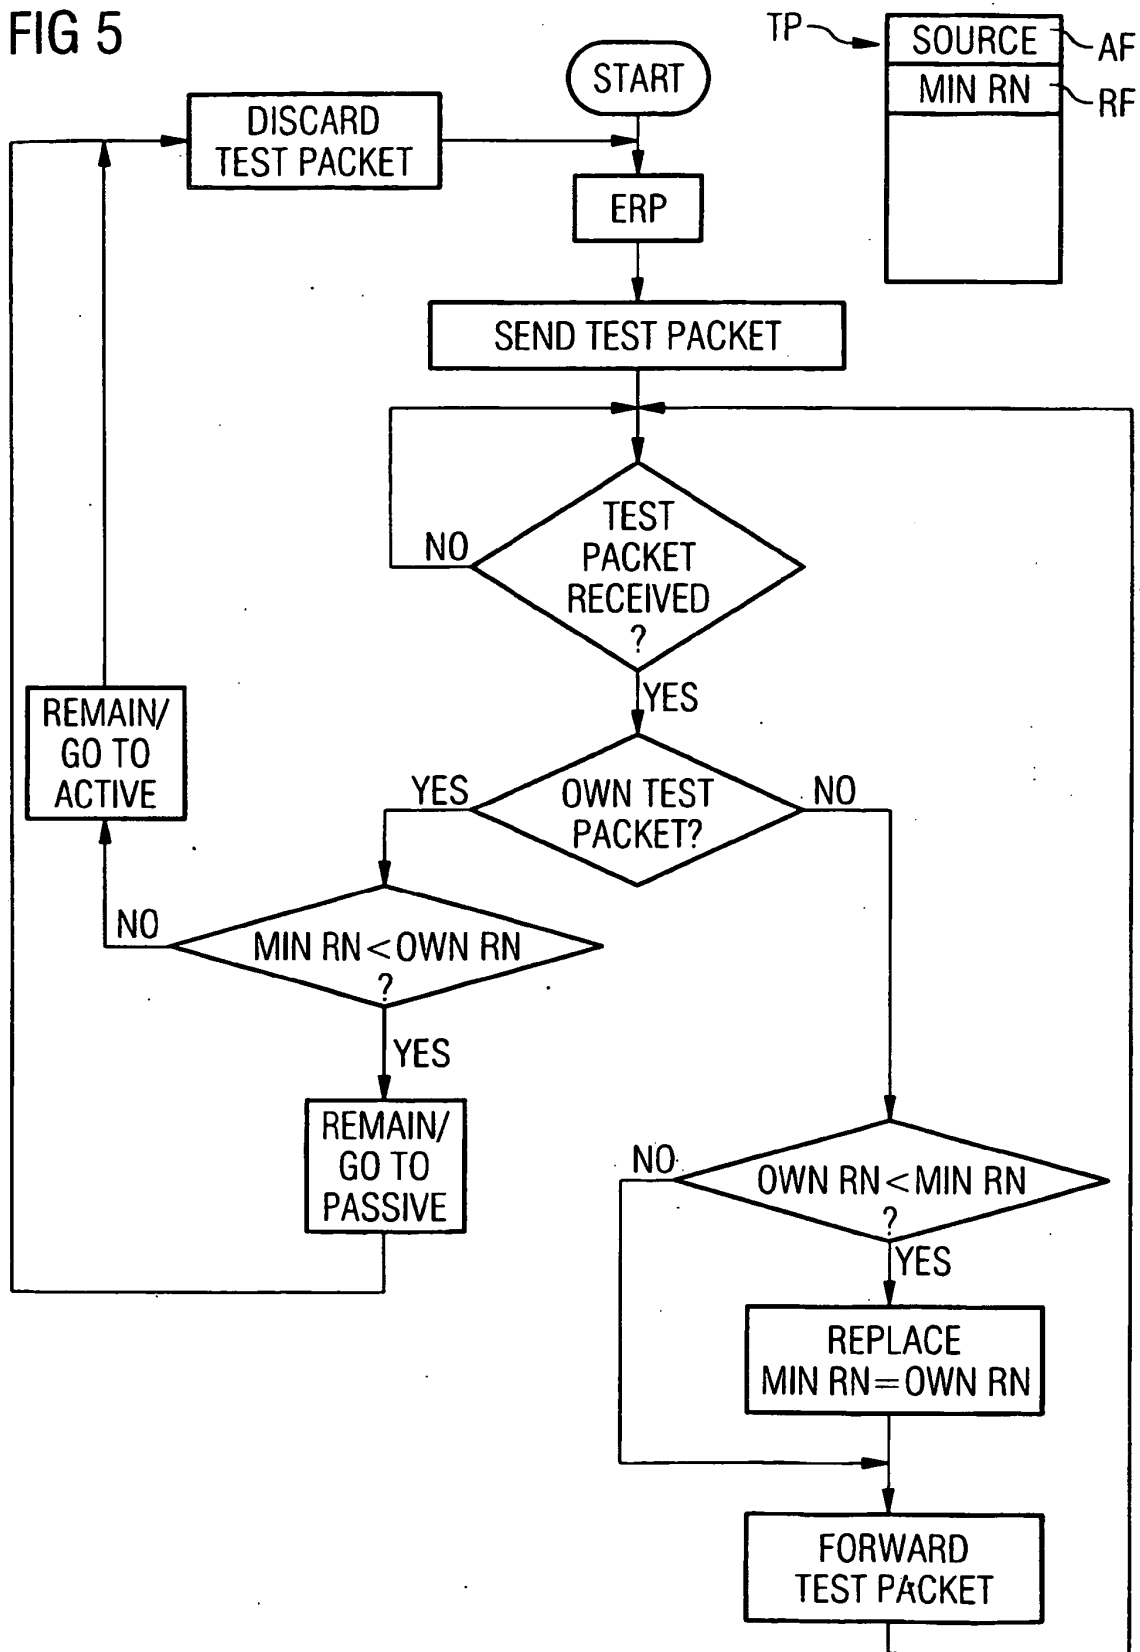 FIG 5
TP
SOURCE
AF
MIN RN
RF
START
DISCARD
TEST PACKET
ERP
SEND TEST PACKET
TEST
PACKET
RECEIVED
?
NO
YES
REMAIN/
GO TO
ACTIVE
YES
OWN TEST
PACKET?
NO
NO
MIN RN<OWN RN
?
YES
REMAIN/
GO TO
PASSIVE
NO
OWN RN<MIN RN
?
YES
REPLACE
MIN RN=OWN RN
FORWARD
TEST PACKET